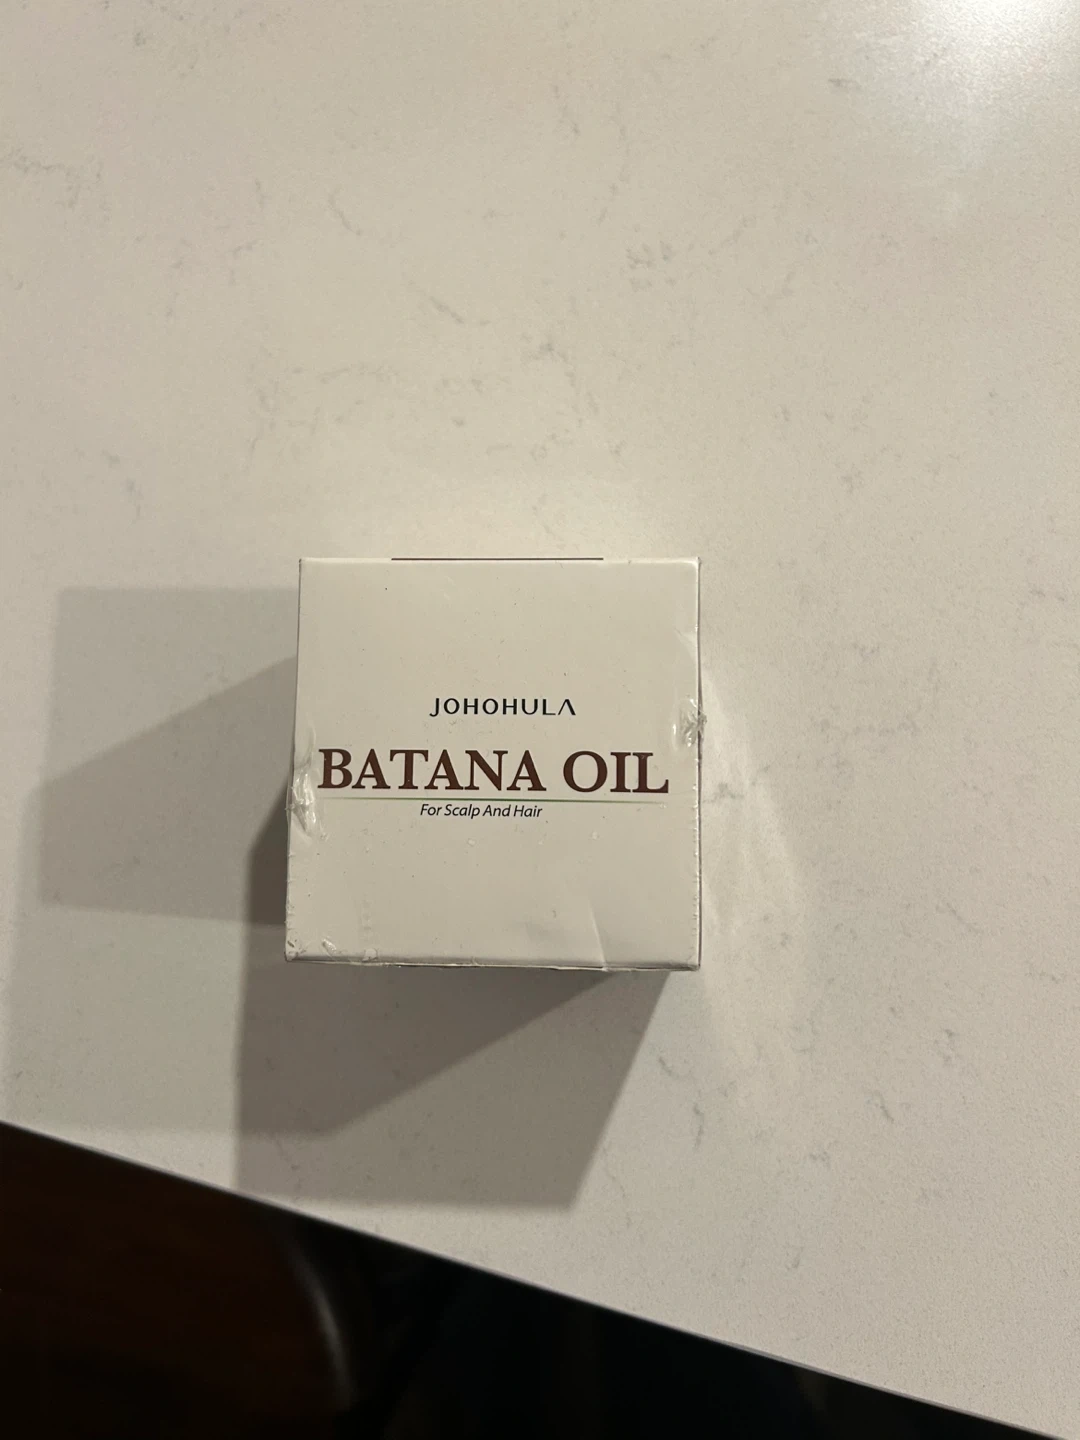 JOHOHULA
BATANA OIL
For Scalp And Hair